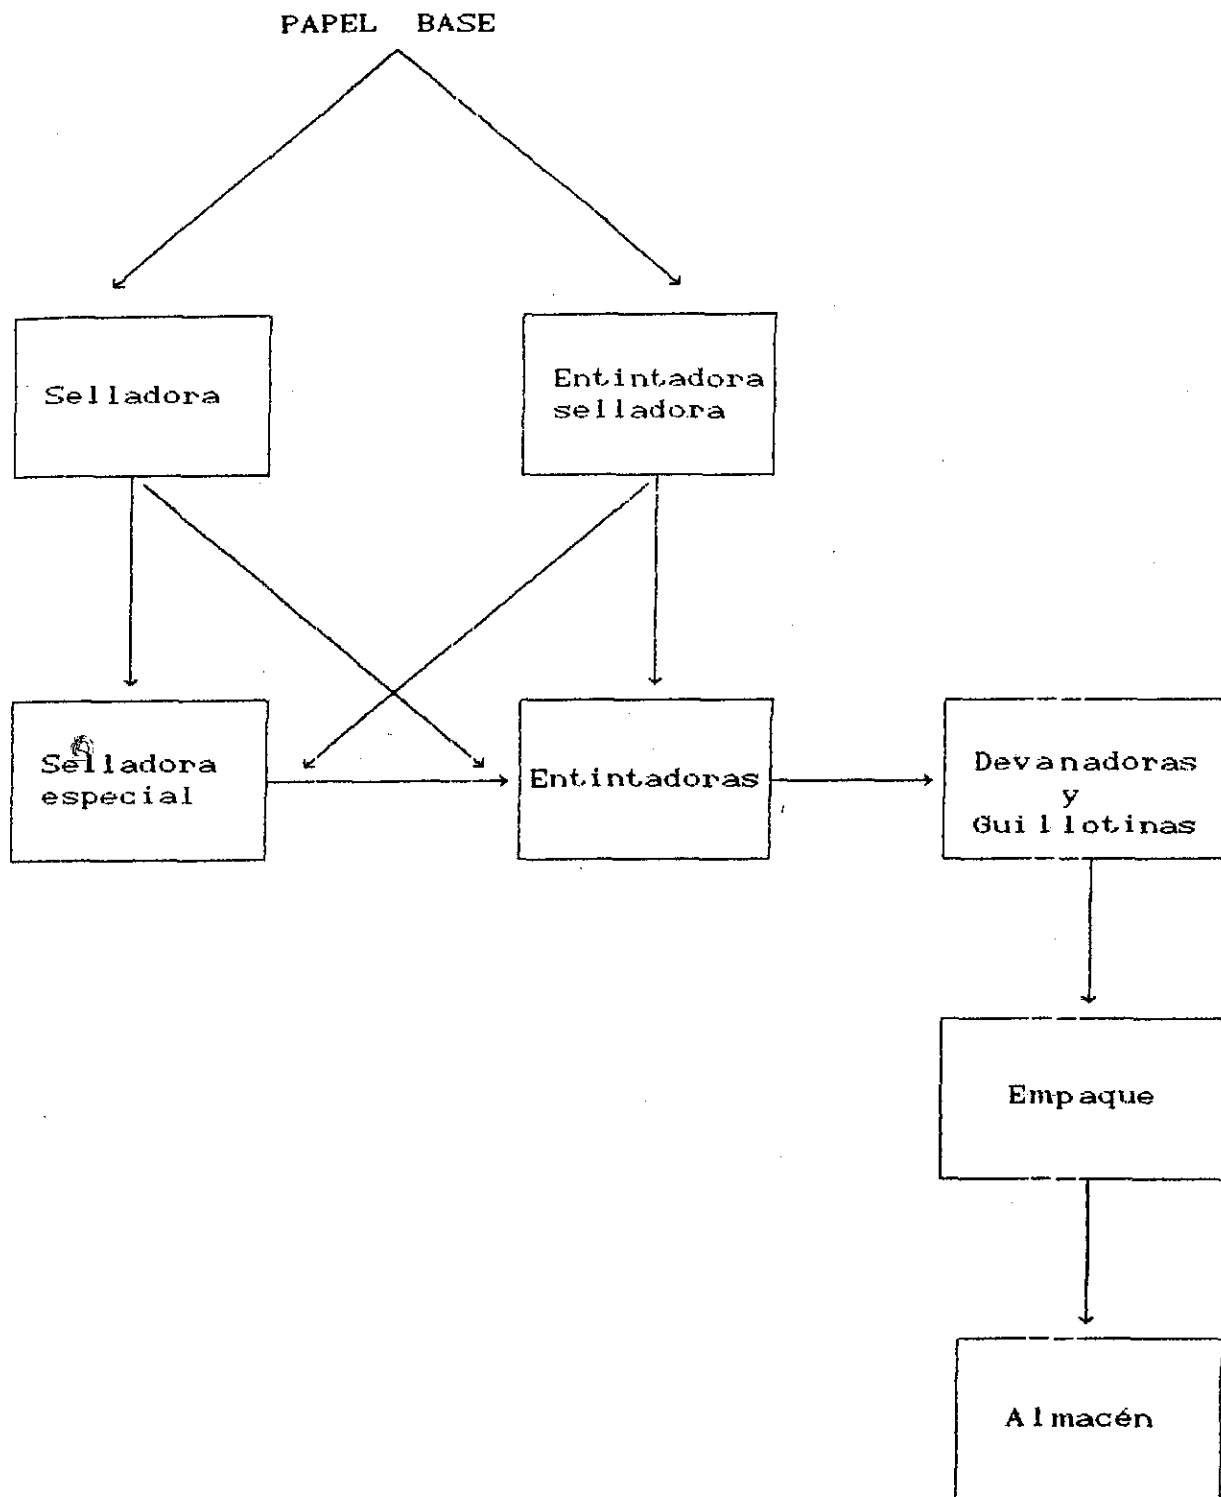 PAPEL BASE
Selladora
Entintadora
selladora
Selladora
especial
Entintadoras
Devanadoras
y
Guillotinas
Empaque
Almacén